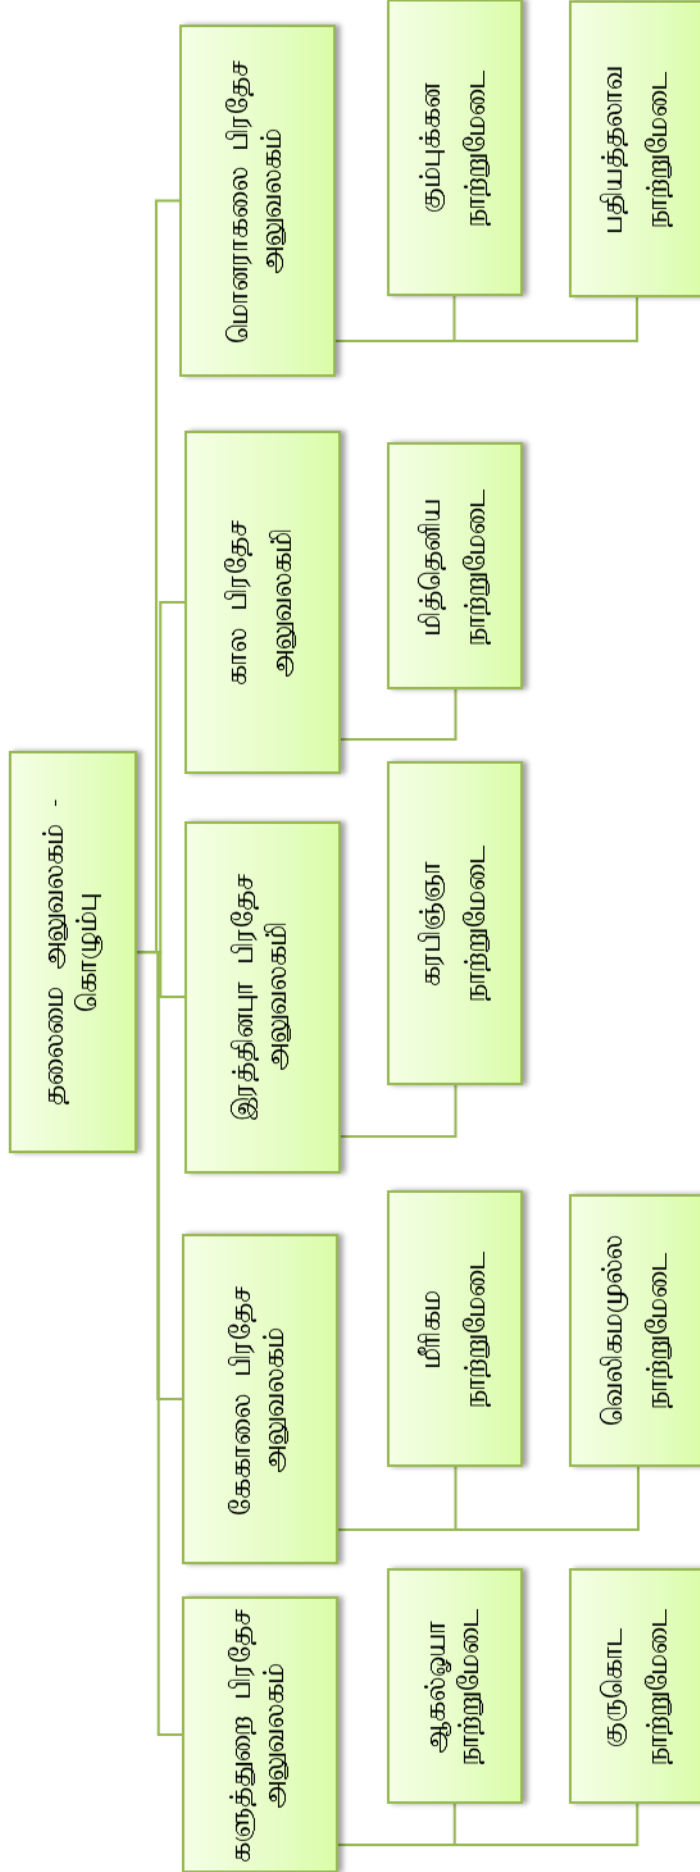 தலைமை அலுவலகம் -
கொழும்பு
களுத்துறை பிரதேச
அலுவலகம்
கேகாலை பிரதேச
அலுவலகம்
இரத்தினபுர பிரதேச
அலுவலகம்
கால பிரதேச
அலுவலகம்
மொனராகலை பிரதேச
அலுவலகம்
ஆகல்ஓயா
நாற்றுமேடை
மீரிகம
நாற்றுமேடை
கரபிஞ்ஞா
நாற்றுமேடை
மித்தெனிய
நாற்றுமேடை
கும்புக்கன
நாற்றுமேடை
குருகொட
நாற்றுமேடை
வெலிகமமுல்ல
நாற்றுமேடை
பதியத்தலாவ
நாற்றுமேடை